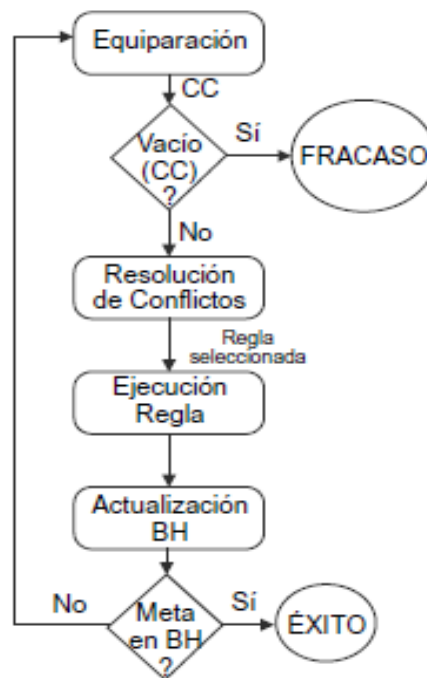 Equiparación
CC
Vacío
(CC)
?
Sí
FRACASO
No
Resolución
de Conflictos
Regla
seleccionada
Ejecución
Regla
Actualización
BH
No
Meta
en BH
?
Sí
ÉXITO